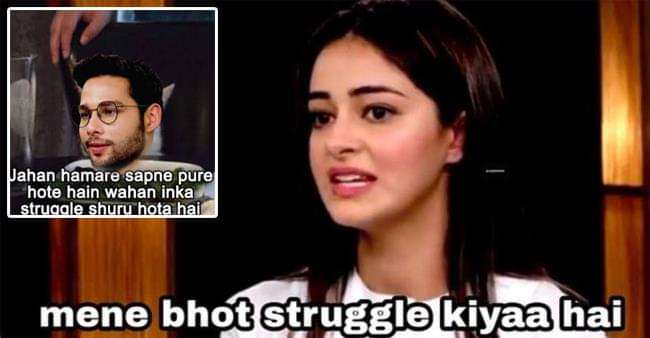 Jahan hamare sapne pure
hote hain wahan inka
struggle shuru hota hai
mene bhot struggle kiyaa hai